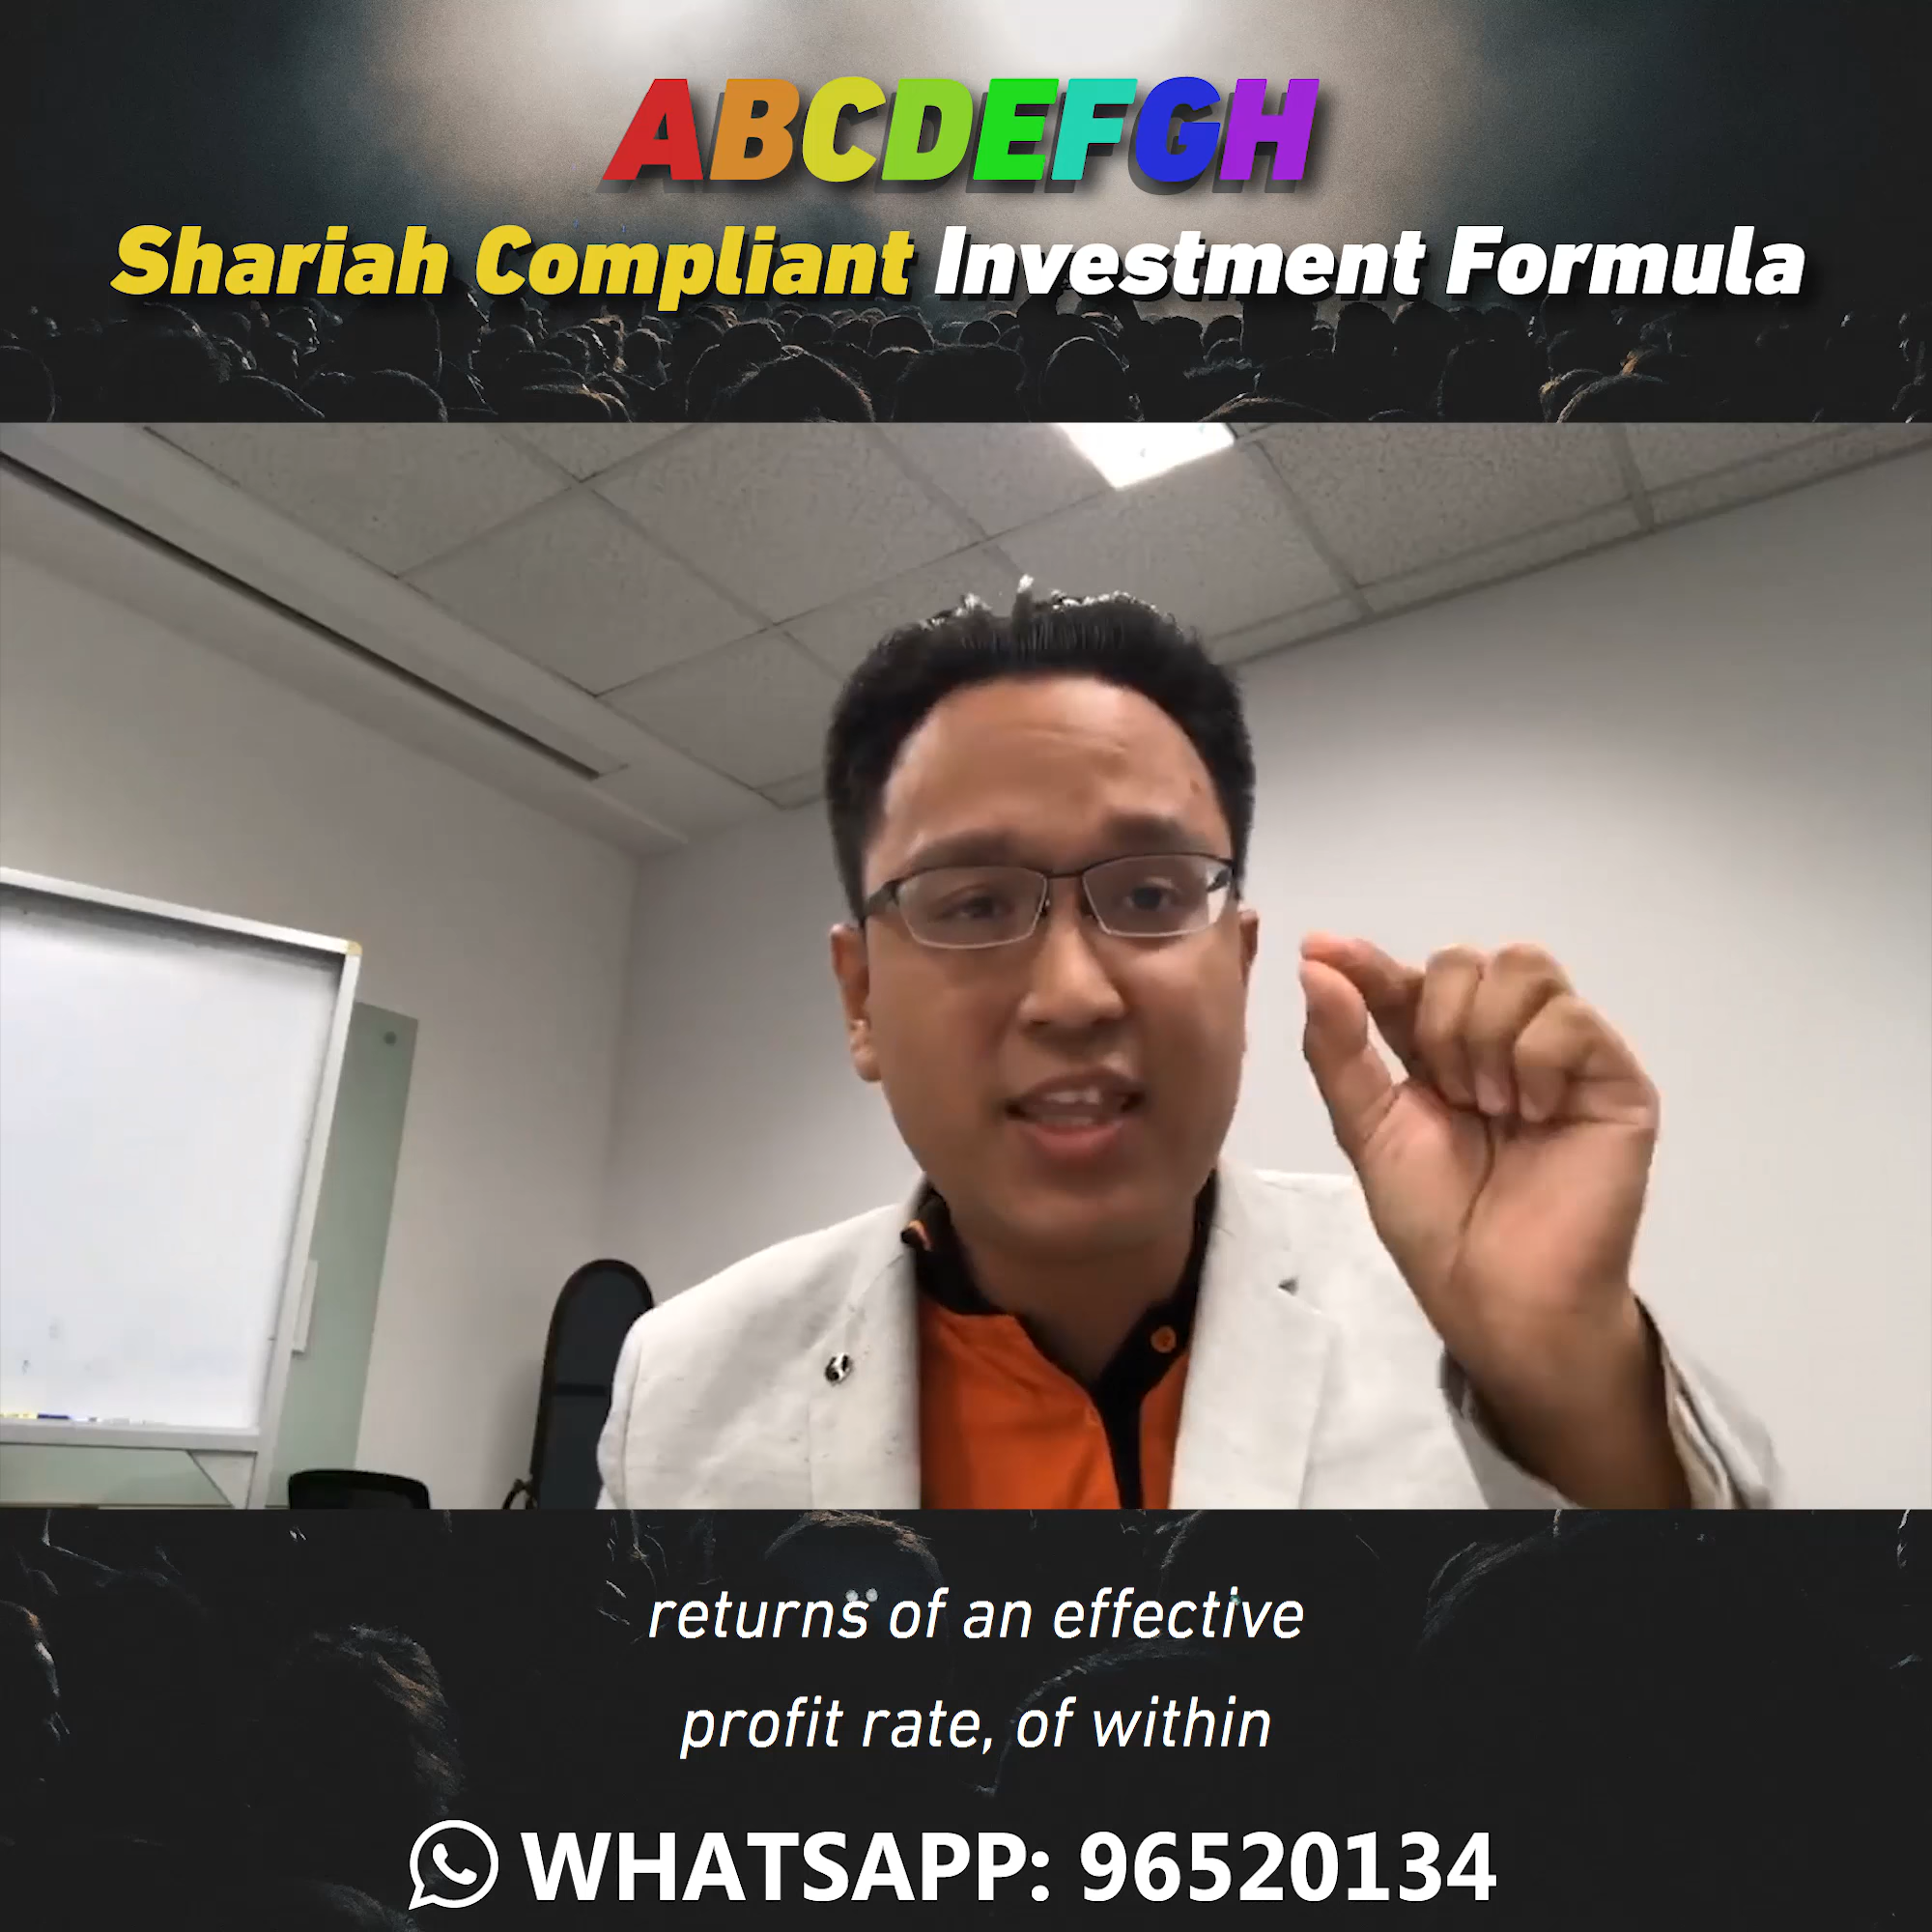 ABCDEFGH
Shariah Compliant Investment Formula
returns of an effective
profit rate, of within
WHATSAPP: 96520134